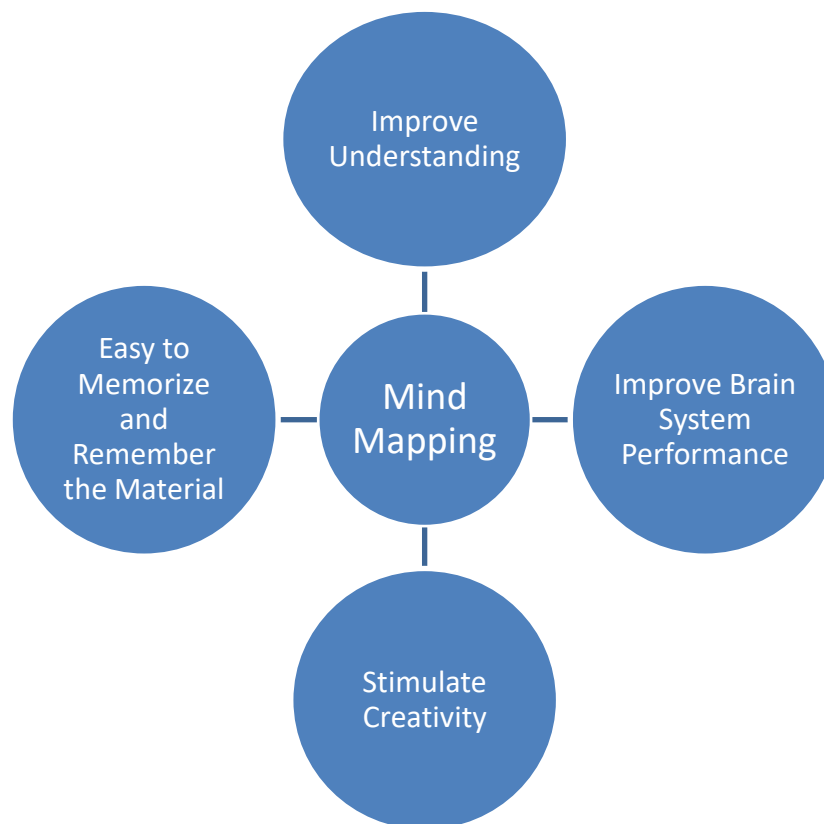 Improve
Understanding
Easy to
Memorize
and
Remember
the Material
Mind
Mapping
Improve Brain
System
Performance
Stimulate
Creativity